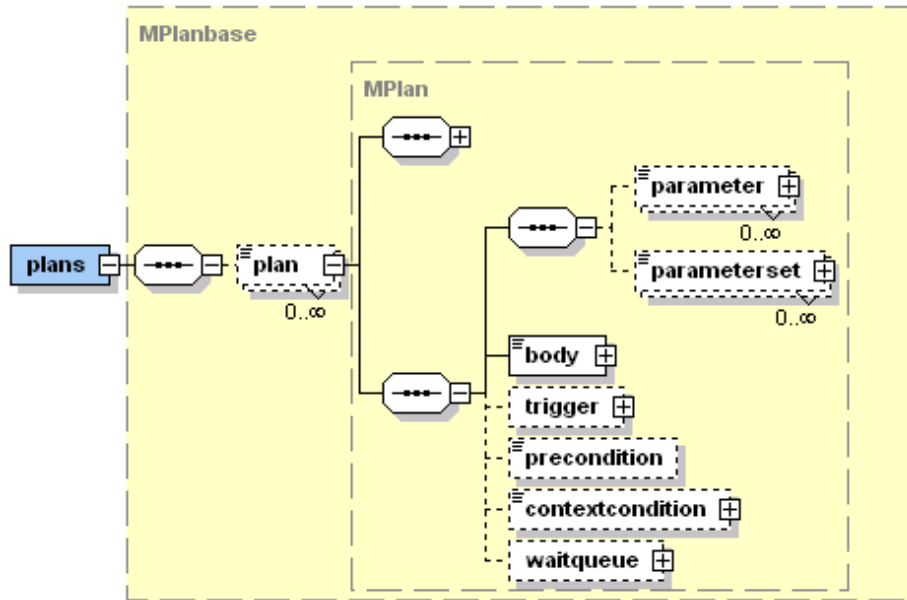 MPlanbase
MPlan
parameter
0..∞
plans
plan
0..∞
parameterset
0..∞
body
trigger
precondition
contextcondition
waitqueue